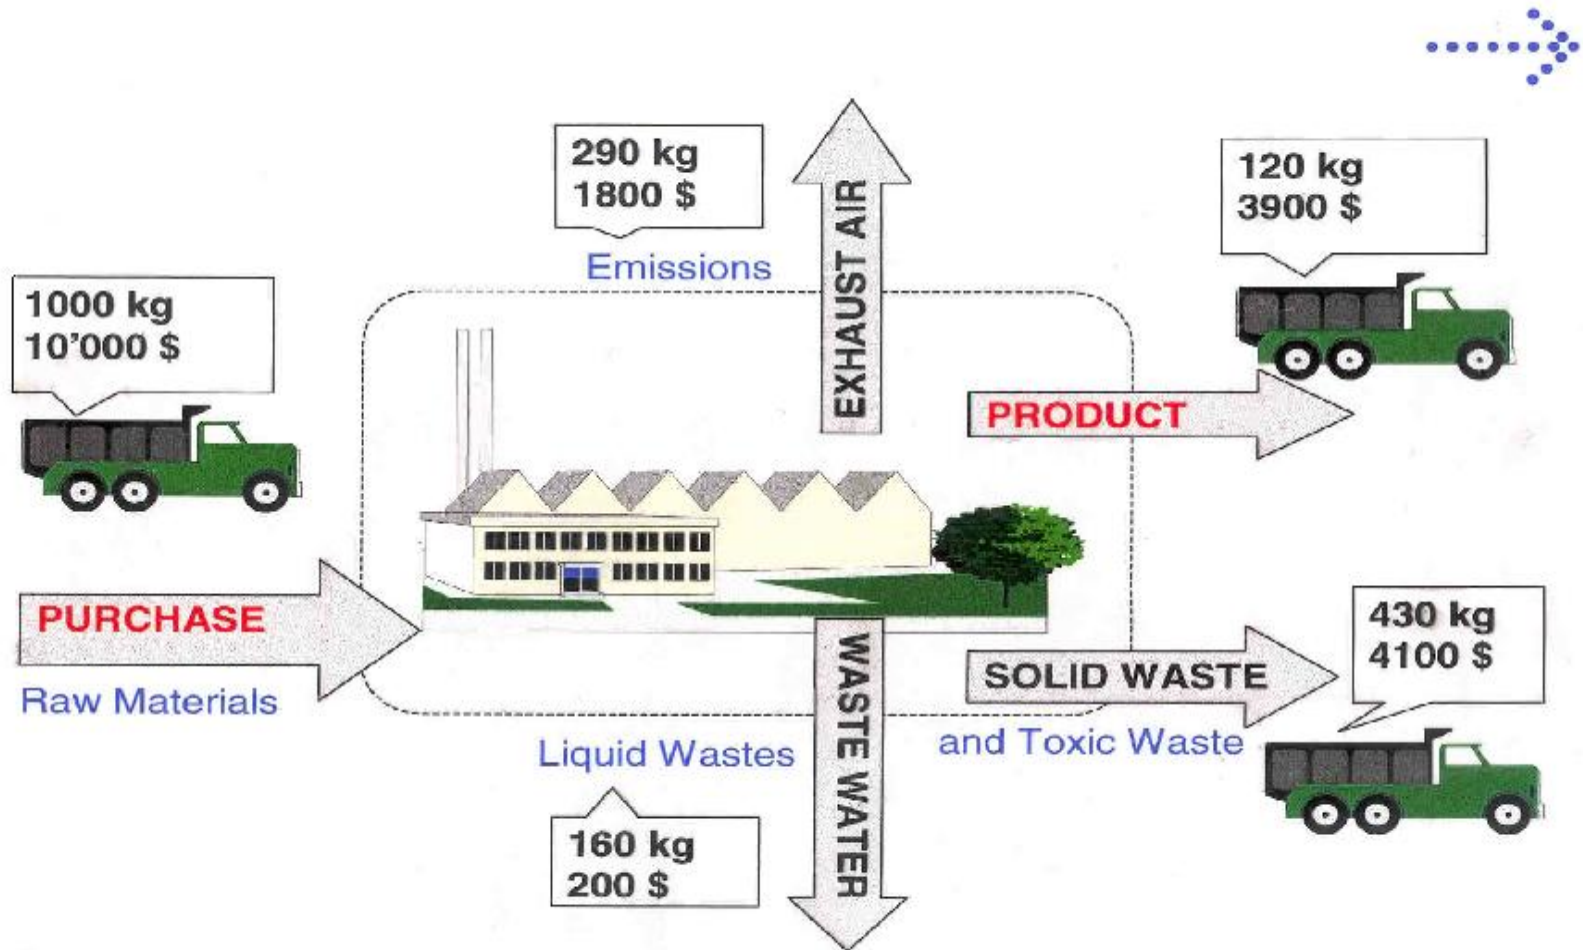 290 kg
1800 $
Emissions
EXHAUST AIR
120 kg
3900 $
1000 kg
10’000 $
PRODUCT
PURCHASE
Raw Materials
430 kg
4100 $
SOLID WASTE
and Toxic Waste
Liquid Wastes
WASTE WATER
160 kg
200 $